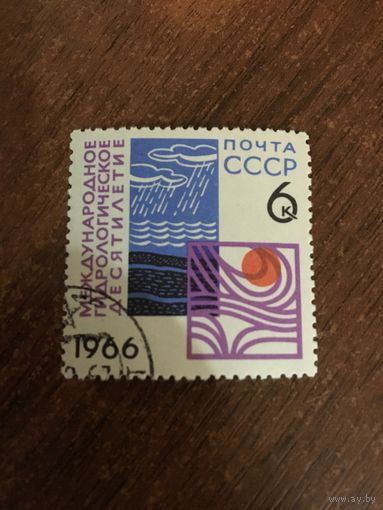 МЕЖДУНАРОДНОЕ
ГИДРОЛОГИЧЕСКОЕ
ДЕСЯТИЛЕТИЕ
ПОЧТА
СССР
6
К
1966
www.ay.by